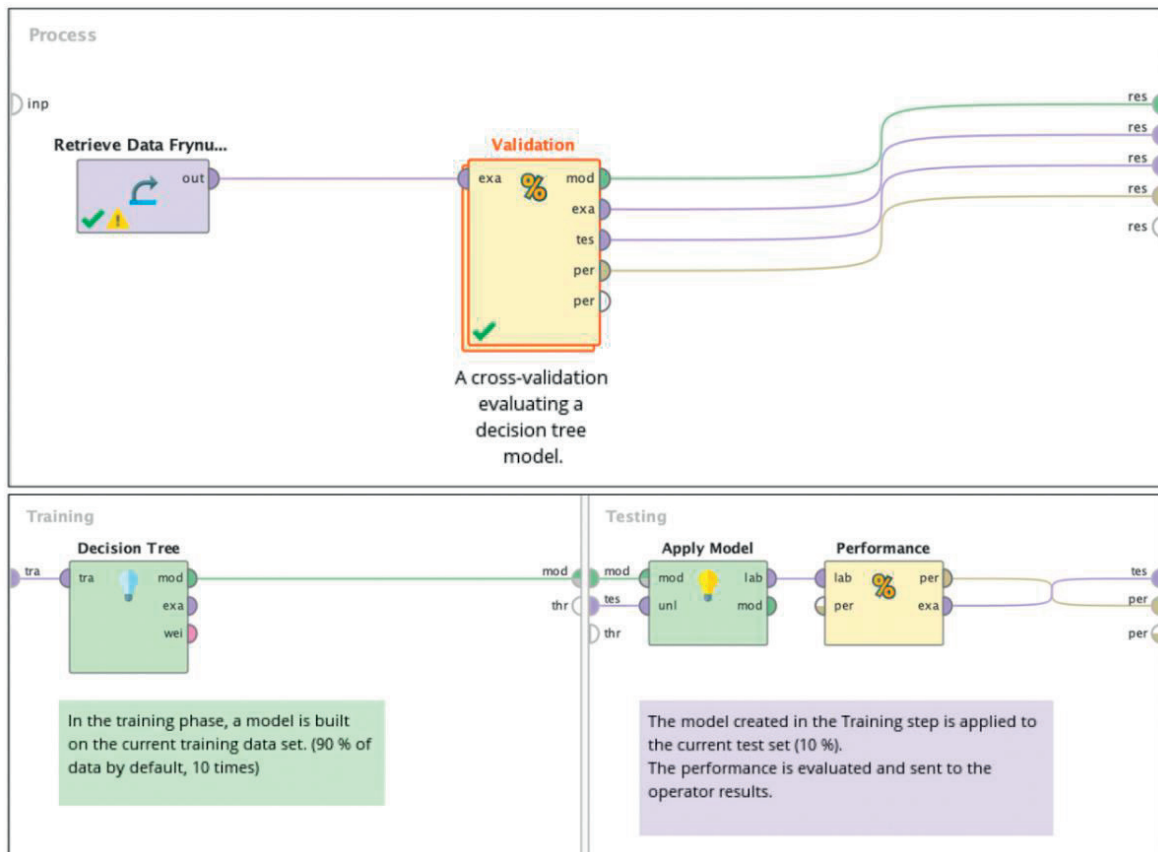 Process
inp
res
res
res
res
res
Retrieve Data Frynu...
out
Validation
exa
mod
exa
tes
per
per
%
A cross-validation
evaluating a
decision tree
model.
Training
Decision Tree
tra
tra
mod
exa
wei
mod
thr
In the training phase, a model is built
on the current training data set. (90 % of
data by default, 10 times)
Testing
Apply Model
Performance
mod
tes
thr
mod
unl
lab
mod
lab
per
%
per
exa
tes
per
per
The model created in the Training step is applied to
the current test set (10 %).
The performance is evaluated and sent to the
operator results.